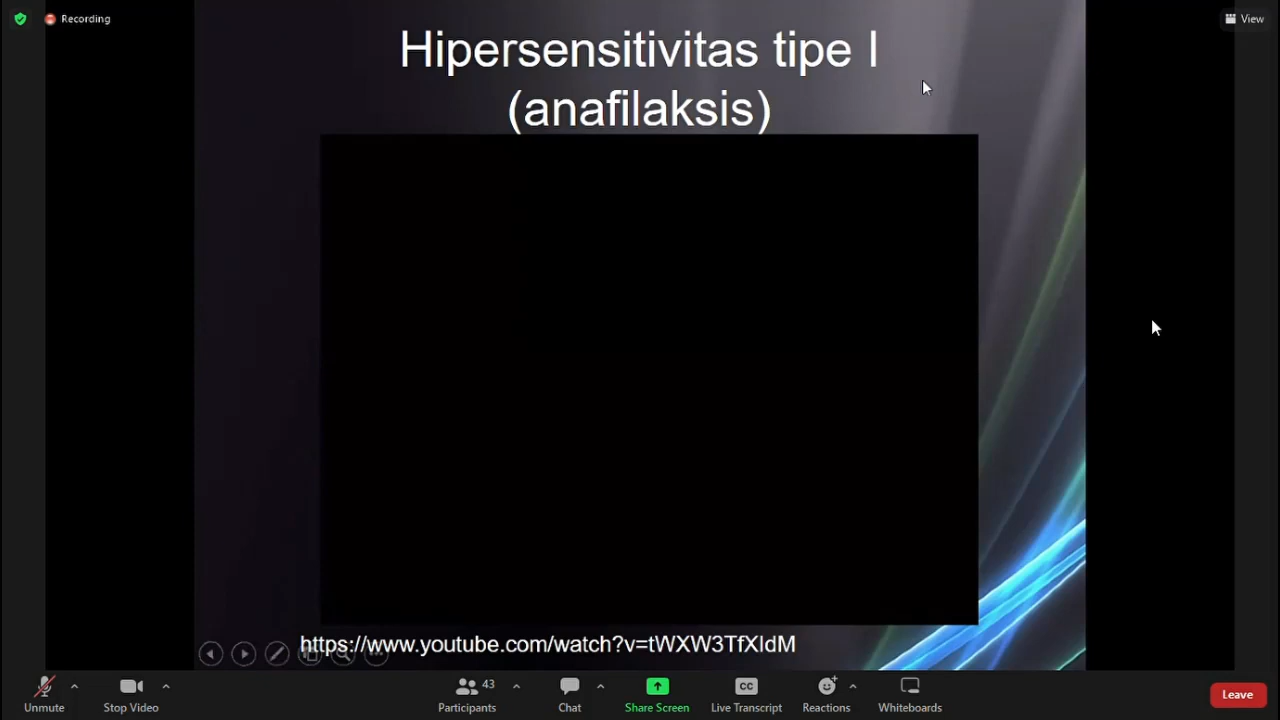 Recording
View
Hipersensitivitas tipe I
(anafilaksis)
https://www.youtube.com/watch?v=tWXW3TfXIdM
43
Unmute
Stop Video
Participants
Chat
Share Screen
CC
Live Transcript
Reactions
Whiteboards
Leave